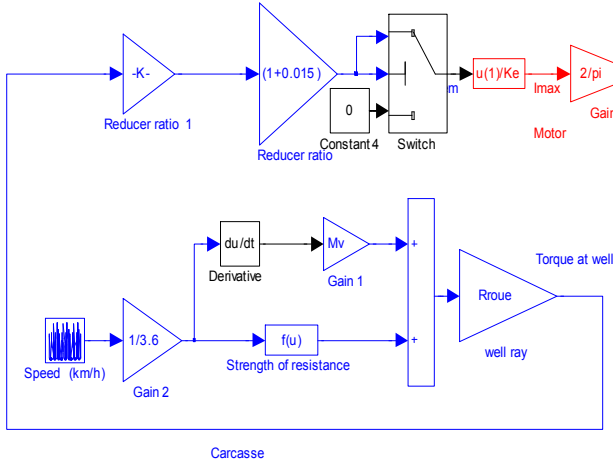 -K-
Reducer ratio 1
(1+0.015)
Reducer ratio
0
Constant 4
Switch
em
u(1)/Ke
Imax
Motor
2/pi
Gain
du/dt
Derivative
Mv
Gain 1
+
+
Rroue
well ray
Torque at well
Speed (km/h)
1/3.6
Gain 2
f(u)
Strength of resistance
Carcasse